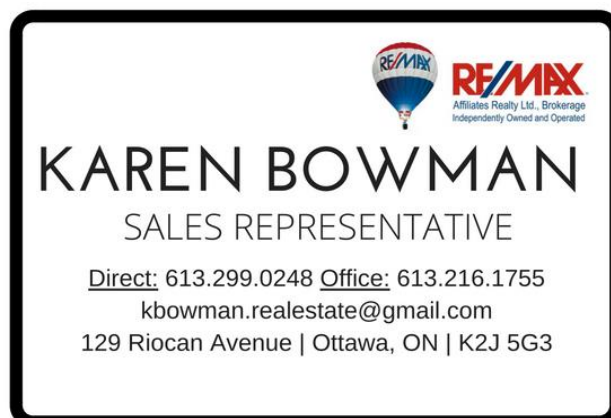 RE/MAX
RE/MAX
Affiliates Realty Ltd., Brokerage
Independently Owned and Operated
KAREN BOWMAN
SALES REPRESENTATIVE
Direct: 613.299.0248 Office: 613.216.1755
kbowman.realestate@gmail.com
129 Riocan Avenue | Ottawa, ON | K2J 5G3